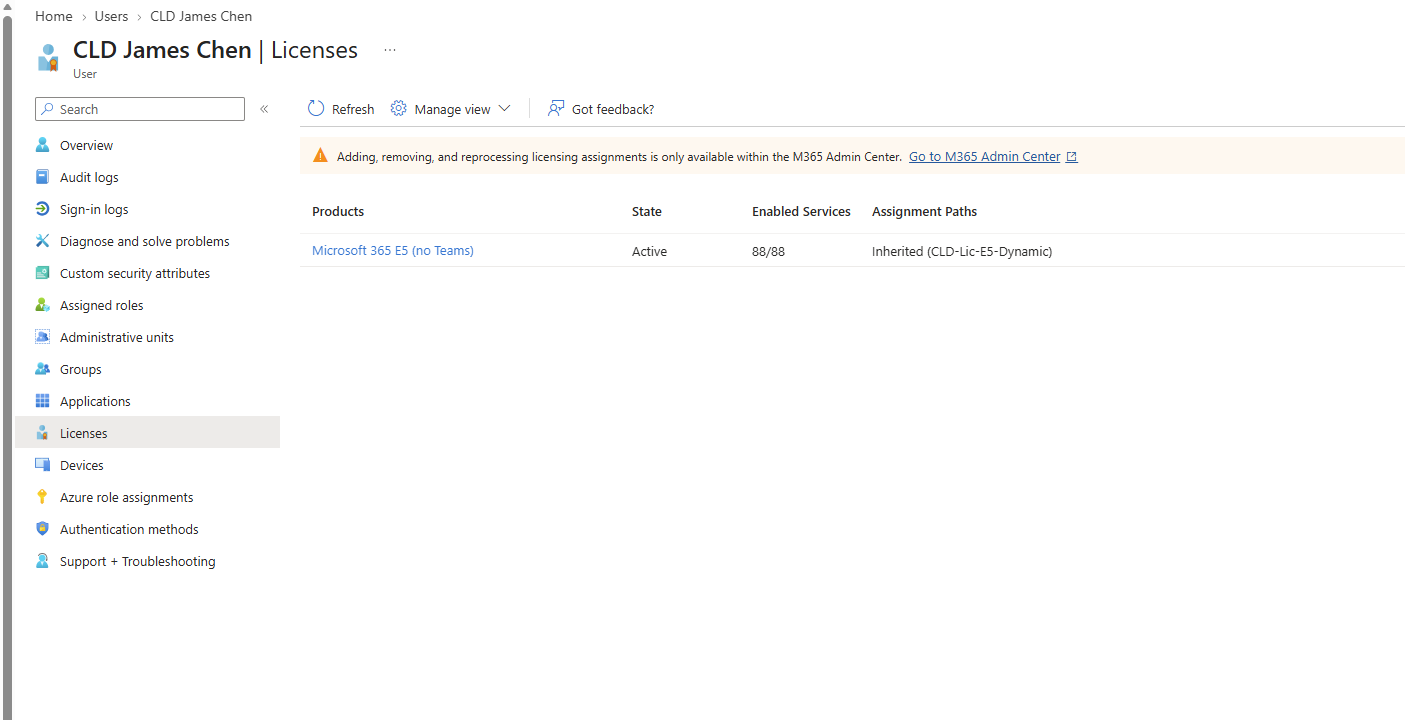 Home > Users > CLD James Chen
CLD James Chen | Licenses ...
User
Search «
Refresh Manage view Got feedback?
Overview
Audit logs
Sign-in logs
Diagnose and solve problems
Custom security attributes
Assigned roles
Administrative units
Groups
Applications
Licenses
Devices
Azure role assignments
Authentication methods
Support + Troubleshooting
Adding, removing, and reprocessing licensing assignments is only available within the M365 Admin Center. Go to M365 Admin Center
Products State Enabled Services Assignment Paths
Microsoft 365 E5 (no Teams) Active 88/88 Inherited (CLD-Lic-E5-Dynamic)